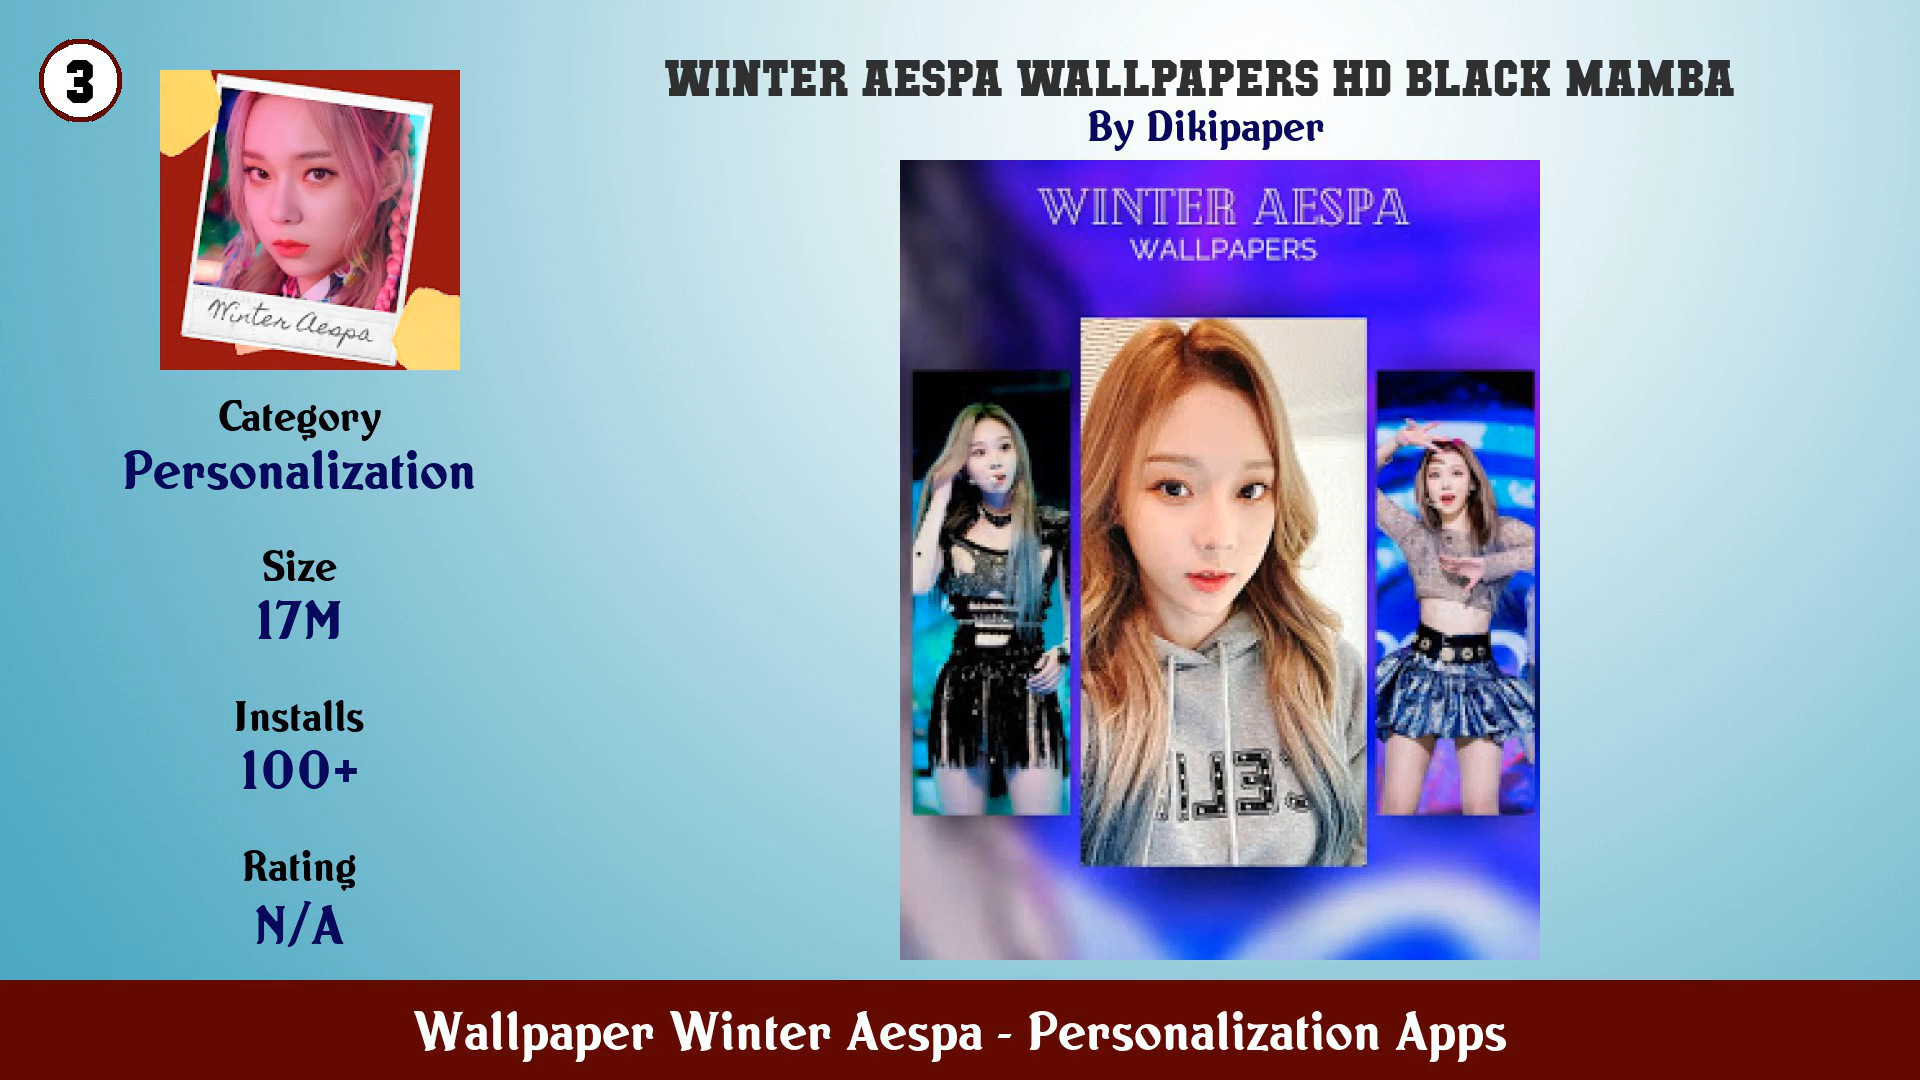 3
WINTER AESPA WALLPAPERS HD BLACK MAMBA
By Dikipaper
Winter Aespa
Category
Personalization
Size
17M
Installs
100+
Rating
N/A
WINTER AESPA
WALLPAPERS
Wallpaper Winter Aespa - Personalization Apps